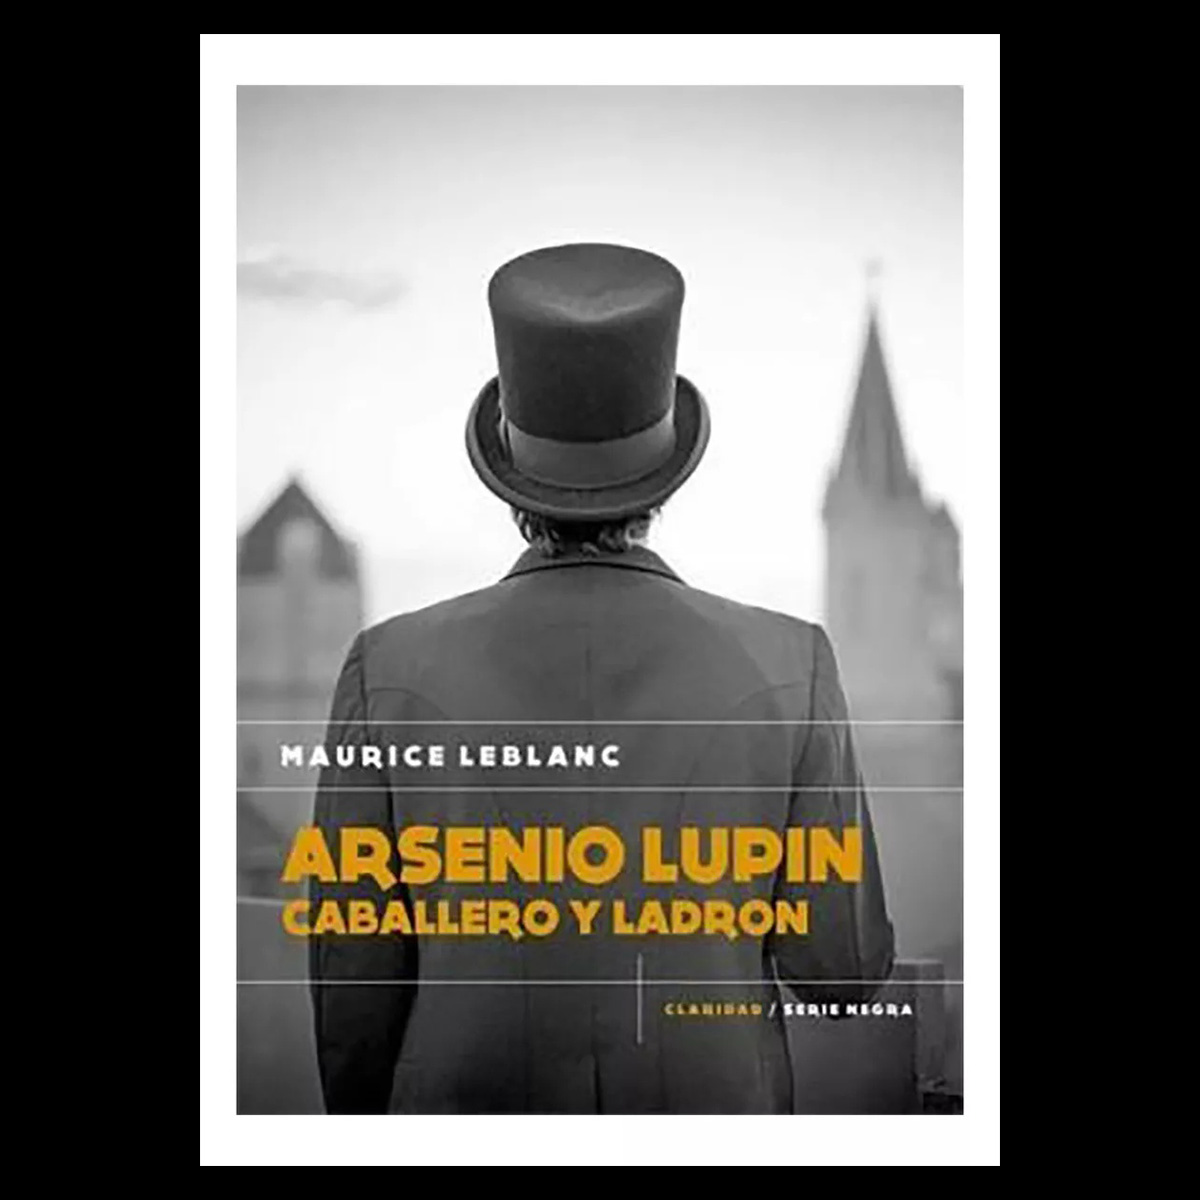 MAURICE LEBLANC
ARSENIO LUPIN
CABALLERO Y LADRON
CLARIDAD / SERIE NEGRA